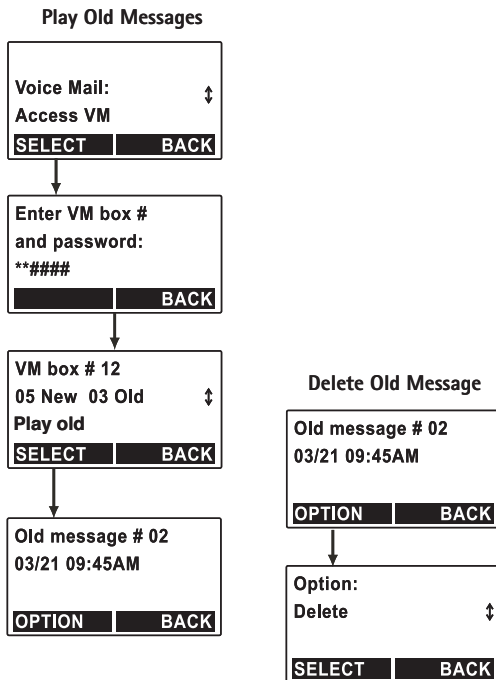 Play Old Messages
Voice Mail:
Access VM
SELECT BACK
Enter VM box #
and password:
**####
BACK
VM box # 12
05 New 03 Old
Play old
SELECT BACK
Old message # 02
03/21 09:45AM
OPTION BACK
Delete Old Message
Old message # 02
03/21 09:45AM
OPTION BACK
Option:
Delete
SELECT BACK